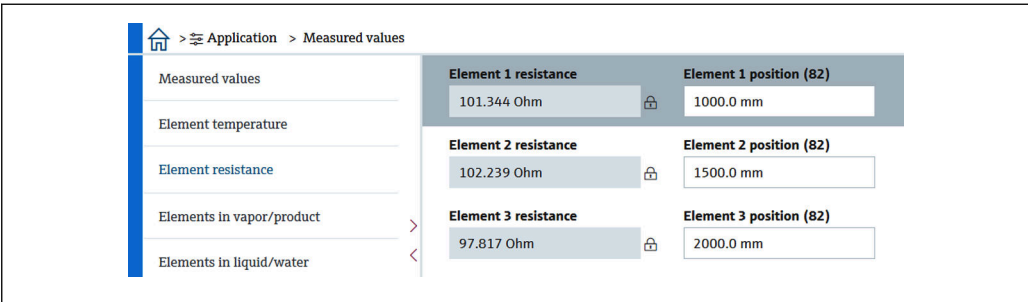 > Application > Measured values
Measured values
Element temperature
Element resistance
Elements in vapor/product
Elements in liquid/water
Element 1 resistance Element 1 position (82)
101.344 Ohm 1000.0 mm
Element 2 resistance Element 2 position (82)
102.239 Ohm 1500.0 mm
Element 3 resistance Element 3 position (82)
97.817 Ohm 2000.0 mm